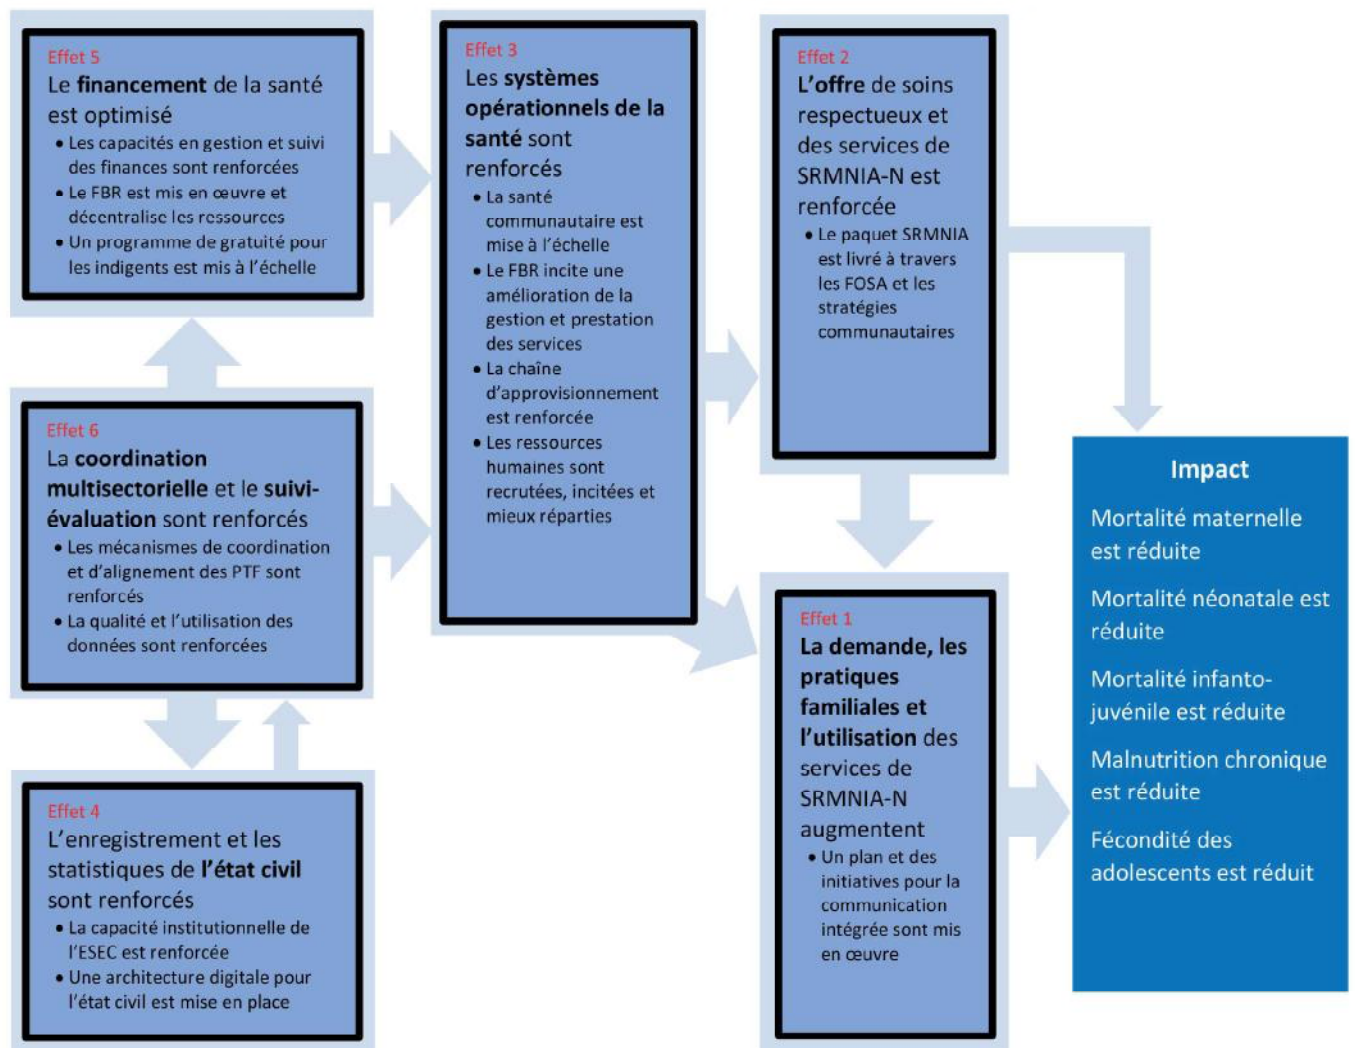 Effet 5
Le financement de la santé
est optimisé
• Les capacités en gestion et suivi
des finances sont renforcées
• Le FBR est mis en œuvre et
décentralise les ressources
• Un programme de gratuité pour
les indigents est mis à l'échelle
Effet 6
La coordination
multisectorielle et le suivi-
évaluation sont renforcés
• Les mécanismes de coordination
et d'alignement des PTF sont
renforcés
• La qualité et l'utilisation des
données sont renforcées
Effet 4
L'enregistrement et les
statistiques de l'état civil
sont renforcés
• La capacité institutionnelle de
l'ESEC est renforcée
• Une architecture digitale pour
l'état civil est mise en place
Effet 3
Les systèmes
opérationnels de la
santé sont
renforcés
• La santé
communautaire est
mise à l'échelle
• Le FBR incite une
amélioration de la
gestion et prestation
des services
• La chaîne
d'approvisionnement
est renforcée
• Les ressources
humaines sont
recrutées, incitées et
mieux réparties
Effet 2
L'offre de soins
respectueux et
des services de
SRMNIA-N est
renforcée
• Le paquet SRMNIA
est livré à travers
les FOSA et les
stratégies
communautaires
Effet 1
La demande, les
pratiques
familiales et
l'utilisation des
services de
SRMNIA-N
augmentent
• Un plan et des
initiatives pour la
communication
intégrée sont mis
en œuvre
Impact
Mortalité maternelle
est réduite
Mortalité néonatale est
réduite
Mortalité infanto-
juvénile est réduite
Malnutrition chronique
est réduite
Fécondité des
adolescents est réduit